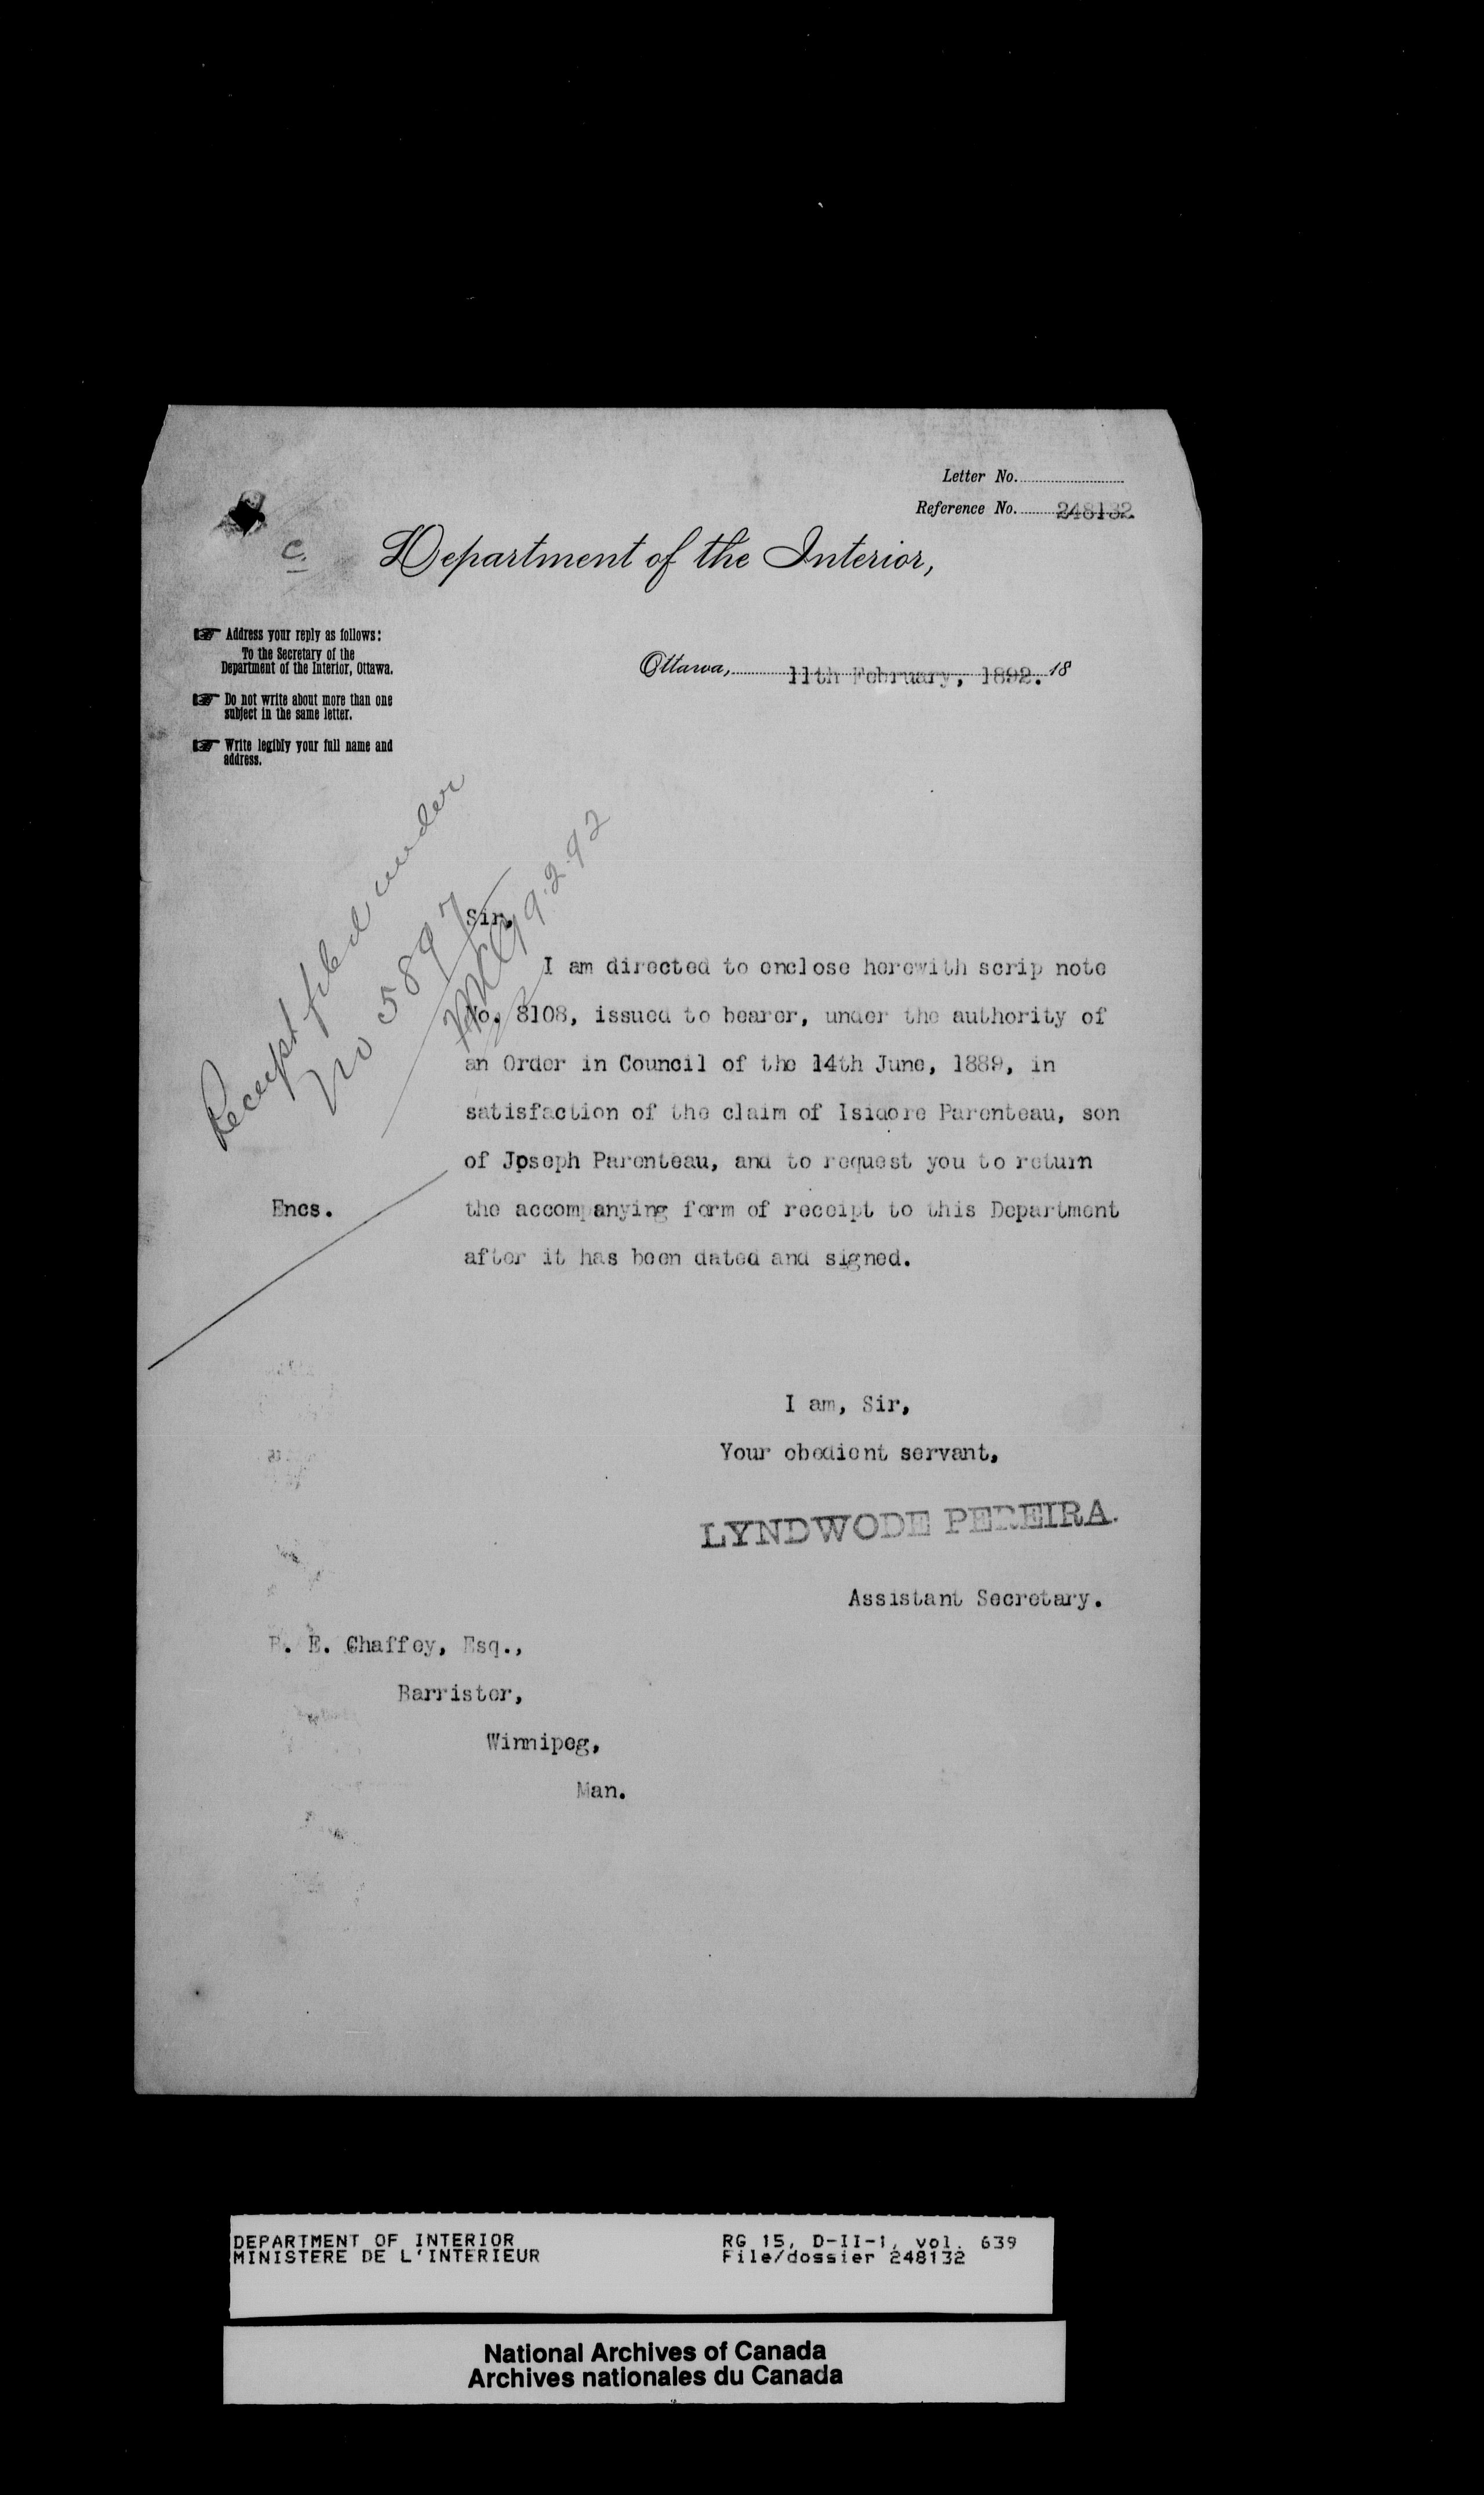 Letter No.
Reference No. 248132
C.
Department of the Interior,
Address your reply as follows:
To the Secretary of the
Department of the Interior, Ottawa.
Ottawa, 11th February, 1892. 18
Do not write about more than one
subject in the same letter.
Write legibly your full name and
address.
Receipt filed under
No 5897
9.2.92
Sir,
I am directed to enclose herewith scrip note
No. 8108, issued to bearer, under the authority of
an Order in Council of the 14th June, 1889, in
satisfaction of the claim of Isidore Parenteau, son
of Joseph Parenteau, and to request you to return
Encs.
the accompanying form of receipt to this Department
after it has been dated and signed.
I am, Sir,
Your obedient servant,
LYNDWODE PEREIRA.
Assistant Secretary.
E. Chaffey, Esq.,
Barrister,
Winnipeg,
Man.
DEPARTMENT OF INTERIOR
MINISTERE DE L'INTERIEUR
RG 15, D-II-1, vol. 639
File/dossier 248132
National Archives of Canada
Archives nationales du Canada